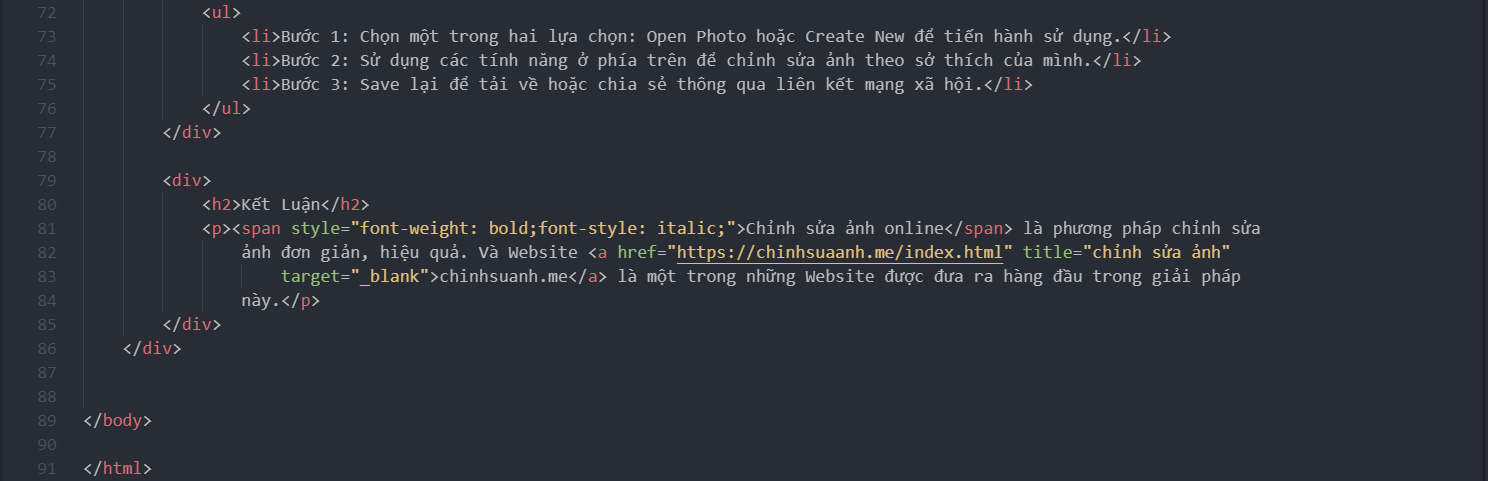 72 <ul>
73 <li>Bước 1: Chọn một trong hai lựa chọn: Open Photo hoặc Create New để tiến hành sử dụng.</li>
74 <li>Bước 2: Sử dụng các tính năng ở phía trên để chỉnh sửa ảnh theo sở thích của mình.</li>
75 <li>Bước 3: Save lại để tải về hoặc chia sẻ thông qua liên kết mạng xã hội.</li>
76 </ul>
77 </div>
78
79 <div>
80 <h2>Kết Luận</h2>
81 <p><span style="font-weight: bold;font-style: italic;">Chỉnh sửa ảnh online</span> là phương pháp chỉnh sửa
82 ảnh đơn giản, hiệu quả. Và Website <a href="https://chinhsuaanh.me/index.html" title="chỉnh sửa ảnh"
83 target="_blank">chinhsuanh.me</a> là một trong những Website được đưa ra hàng đầu trong giải pháp
84 này.</p>
85 </div>
86 </div>
87
88
89 </body>
90
91 </html>